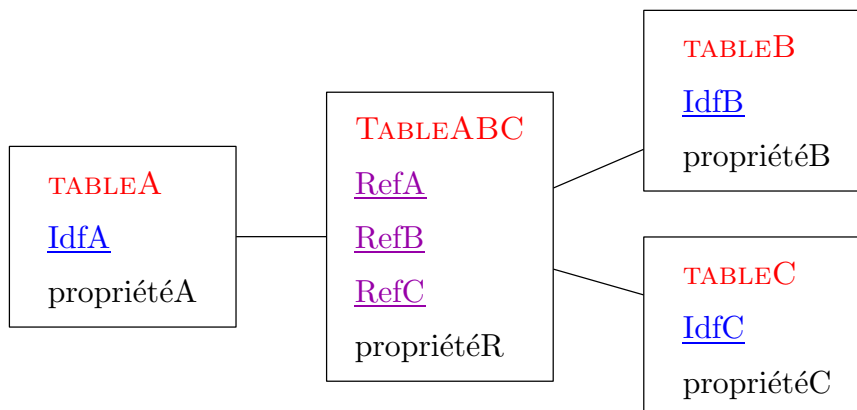 TABLEA
IdfA
propriétéA
TABLEABC
RefA
RefB
RefC
propriétéR
TABLEB
IdfB
propriétéB
TABLEC
IdfC
propriétéC